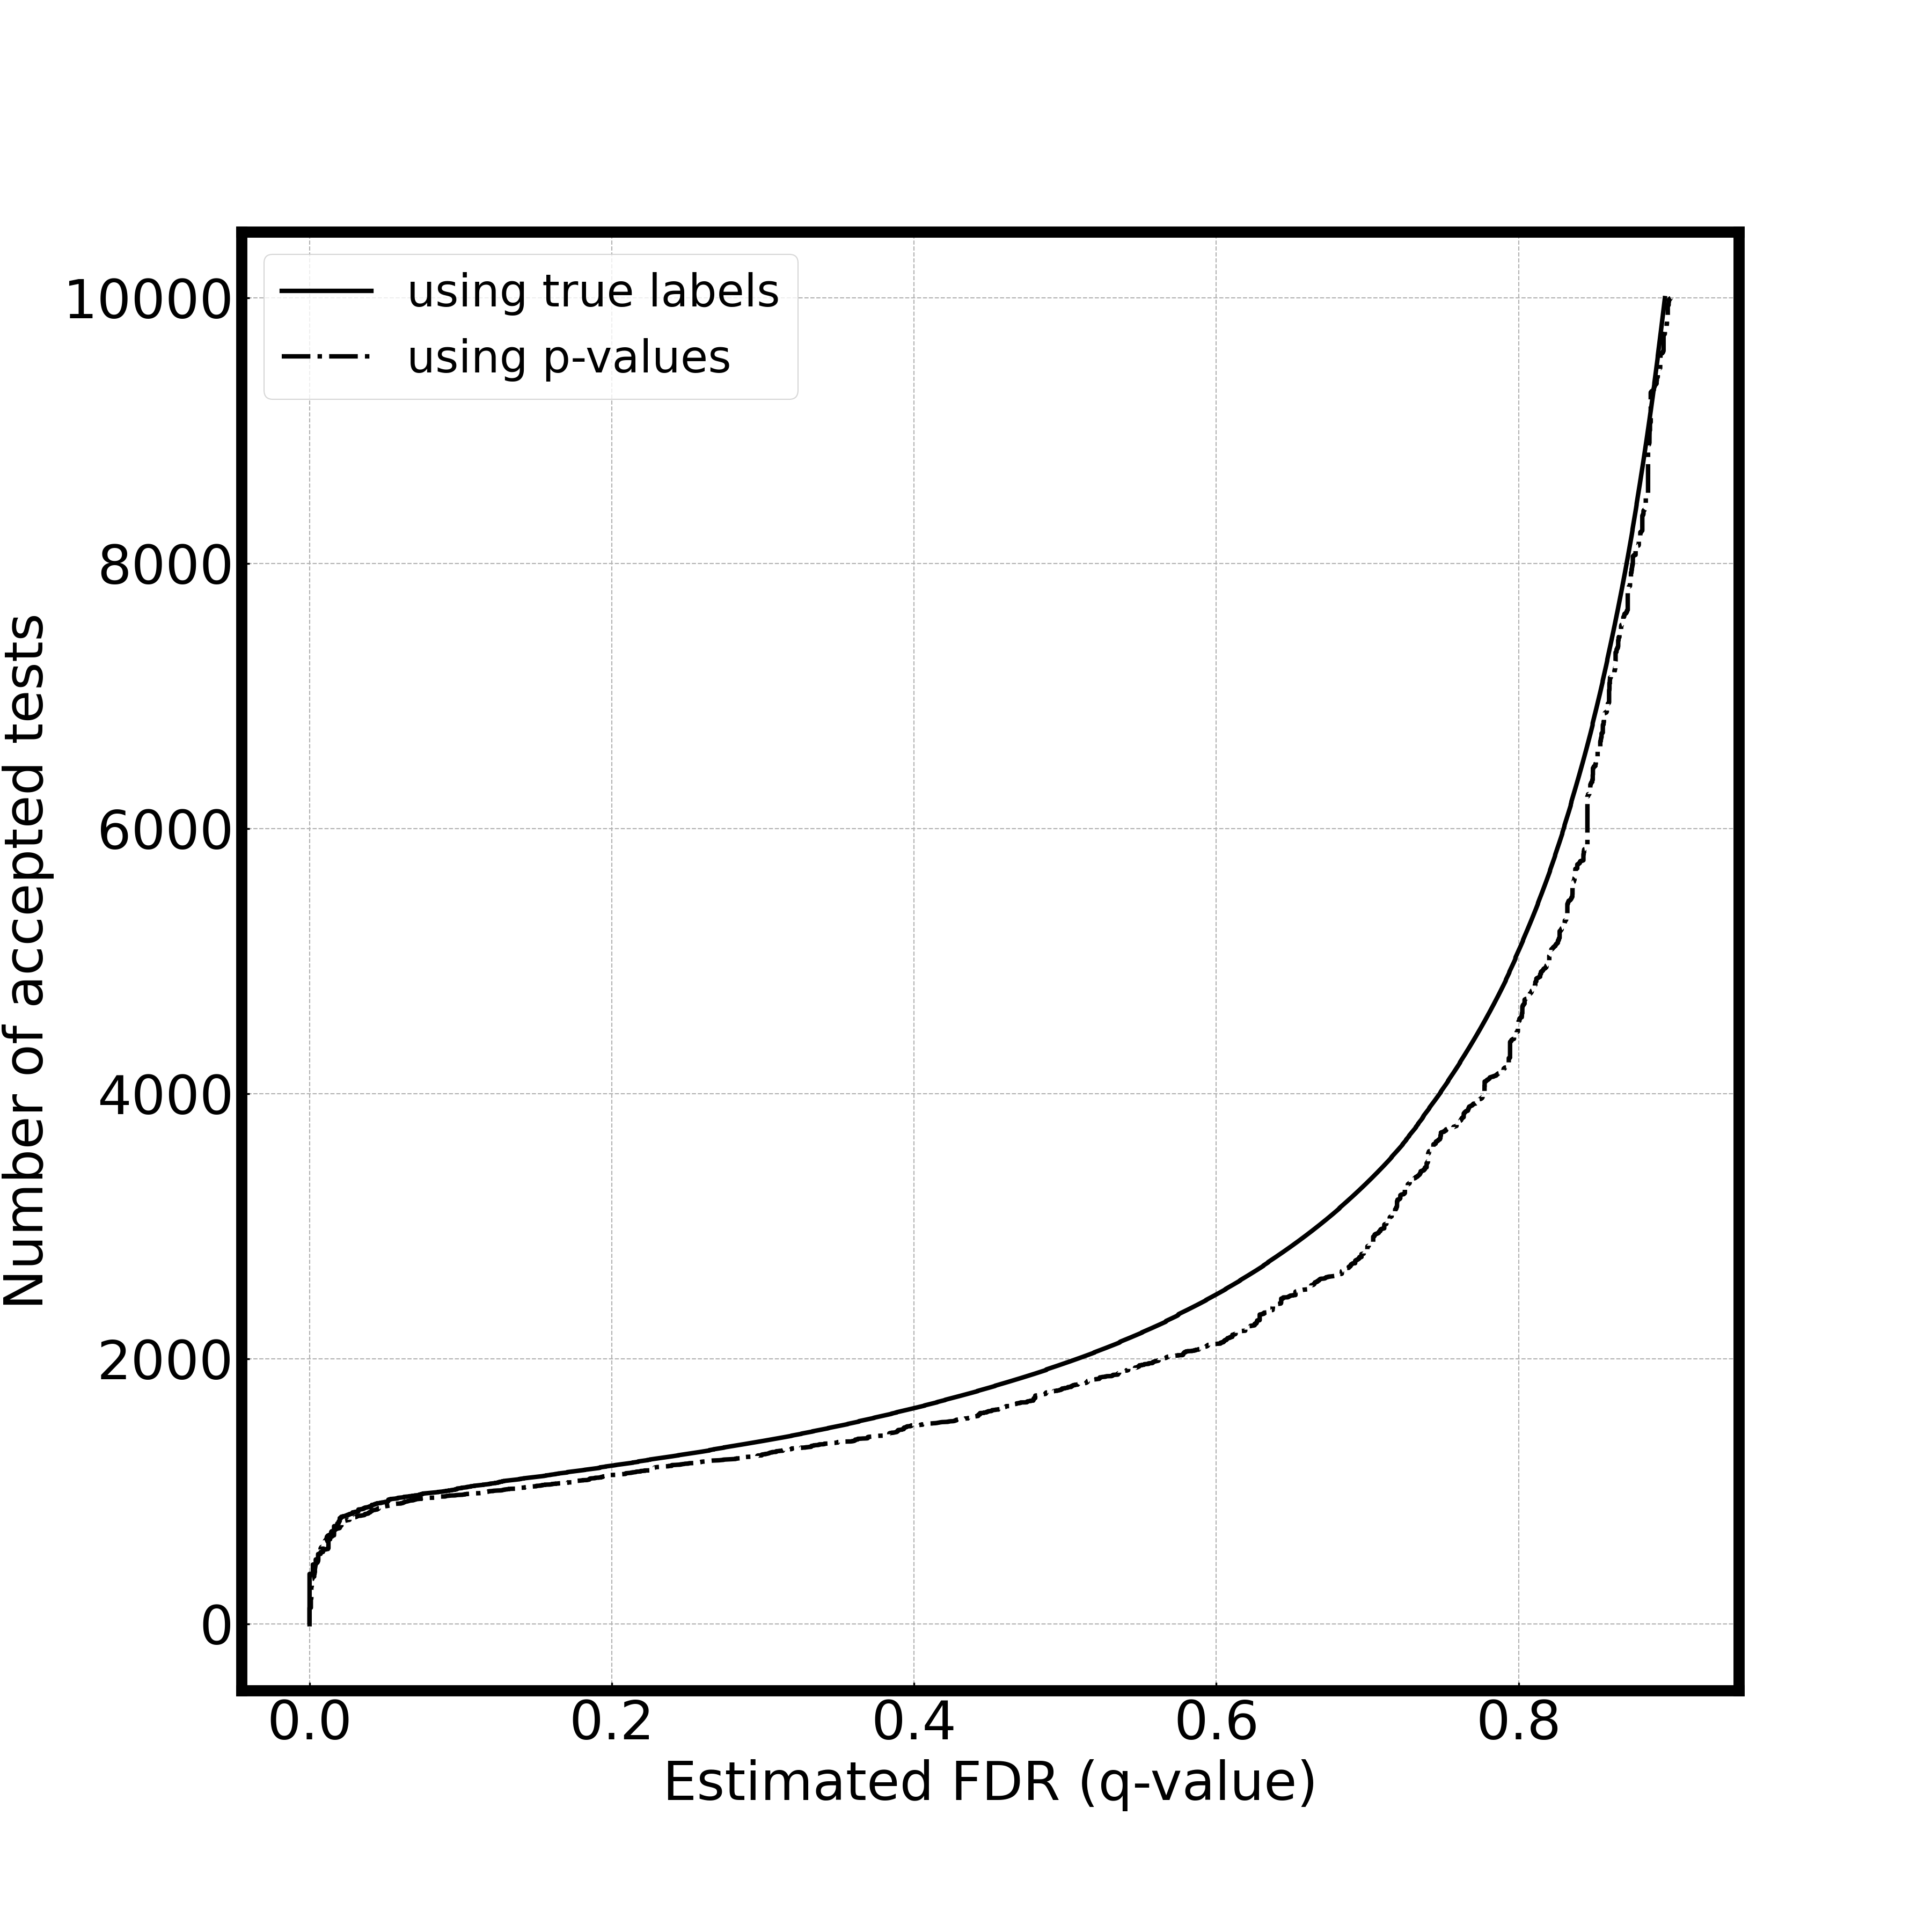 using true labels
using p-values
10000
8000
6000
4000
2000
0
Number of accepted tests
0.0 0.2 0.4 0.6 0.8
Estimated FDR (q-value)